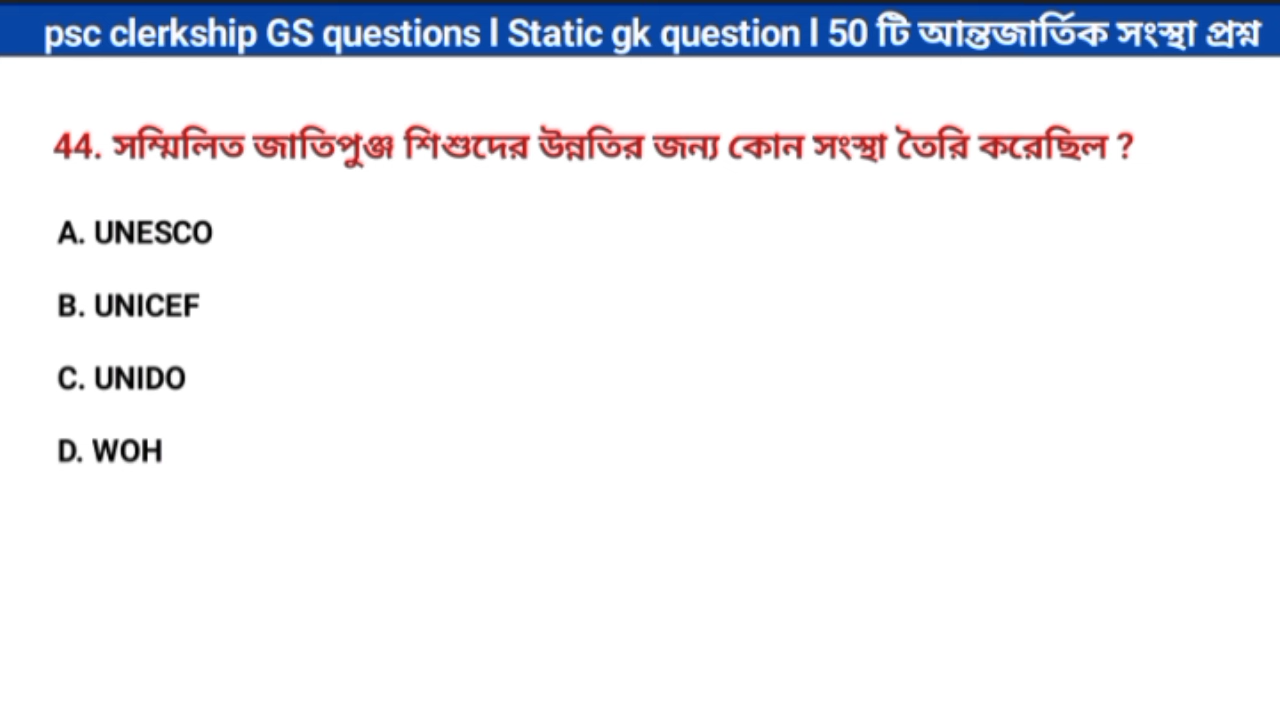 psc clerkship GS questions l Static gk question l 50 টি আন্তজার্তিক সংস্থা প্রশ্ন
44. সম্মিলিত জাতিপুঞ্জ শিশুদের উন্নতির জন্য কোন সংস্থা তৈরি করেছিল ?
A. UNESCO
B. UNICEF
C. UNIDO
D. WOH